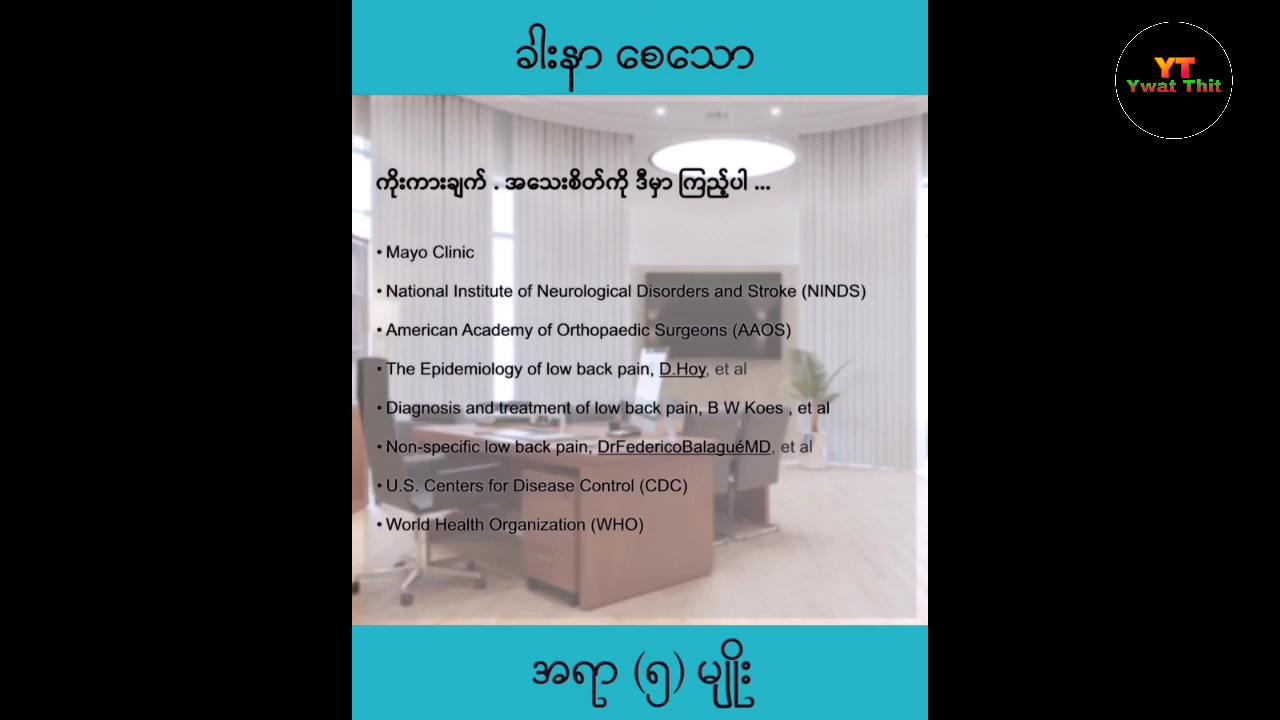 ခါးနာ စေသော
YT
Ywat Thit
ကိုးကားချက် . အသေးစိတ်ကို ဒီမှာ ကြည့်ပါ ...
• Mayo Clinic
• National Institute of Neurological Disorders and Stroke (NINDS)
• American Academy of Orthopaedic Surgeons (AAOS)
• The Epidemiology of low back pain, D.Hoy, et al
• Diagnosis and treatment of low back pain, B W Koes , et al
• Non-specific low back pain, DrFedericoBalaguéMD, et al
• U.S. Centers for Disease Control (CDC)
• World Health Organization (WHO)
အရာ (၅) မျိုး